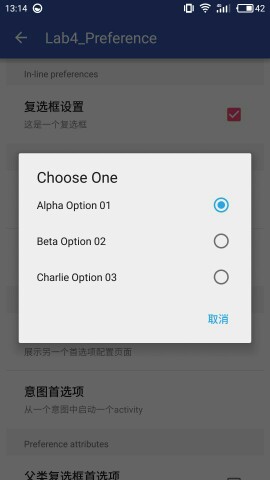 13:14
42
Lab4_Preference
In-line preferences
复选框设置
这是一个复选框
Choose One
Alpha Option 01
Beta Option 02
Charlie Option 03
取消
展示另一个首选项配置页面
意图首选项
从一个意图中启动一个activity
Preference attributes
父类复选框首选项